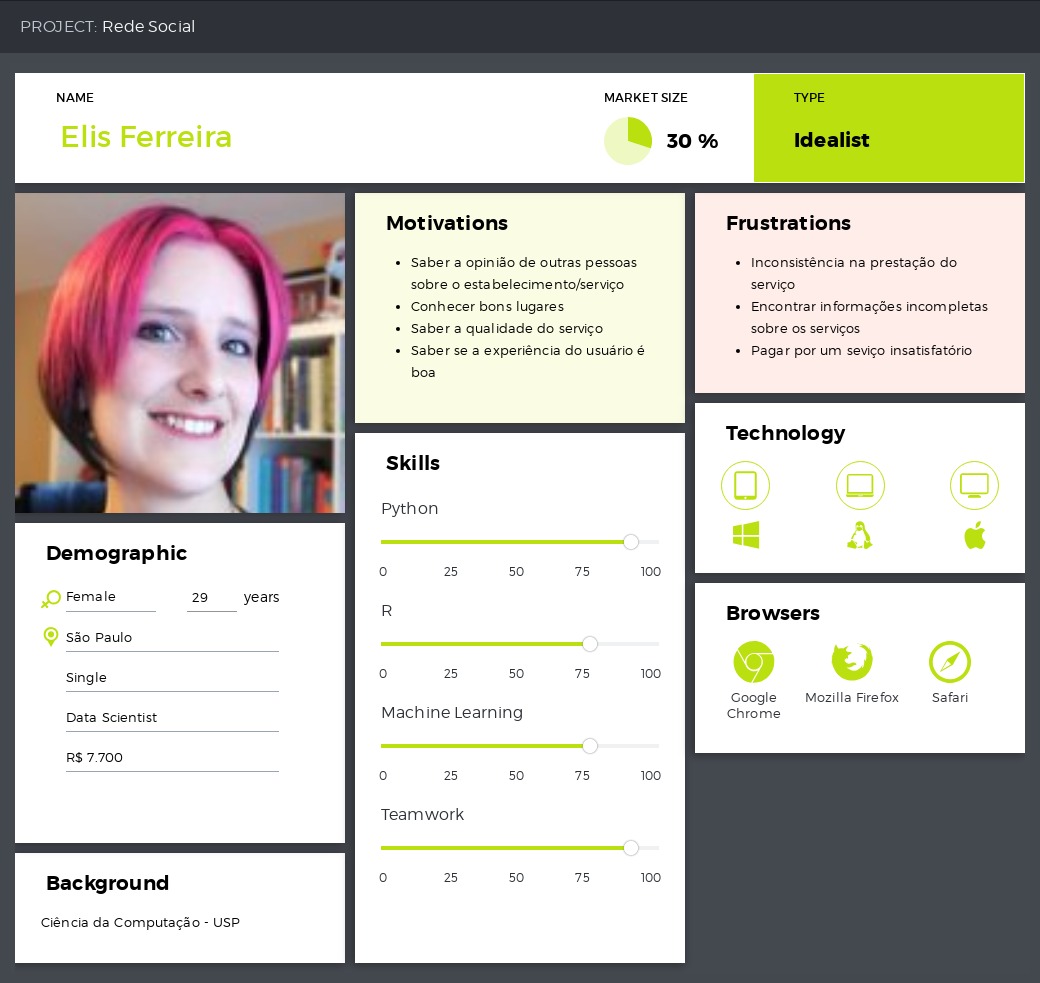 PROJECT: Rede Social
NAME
Elis Ferreira
MARKET SIZE
30 %
TYPE
Idealist
Motivations
• Saber a opinião de outras pessoas
sobre o estabelecimento/serviço
• Conhecer bons lugares
• Saber a qualidade do serviço
• Saber se a experiência do usuário é
boa
Frustrations
• Inconsistência na prestação do
serviço
• Encontrar informações incompletas
sobre os serviços
• Pagar por um seviço insatisfatório
Demographic
Female 29 years
São Paulo
Single
Data Scientist
R$ 7.700
Background
Ciência da Computação - USP
Skills
Python
0 25 50 75 100
R
0 25 50 75 100
Machine Learning
0 25 50 75 100
Teamwork
0 25 50 75 100
Technology
Browsers
Google
Chrome
Mozilla Firefox
Safari